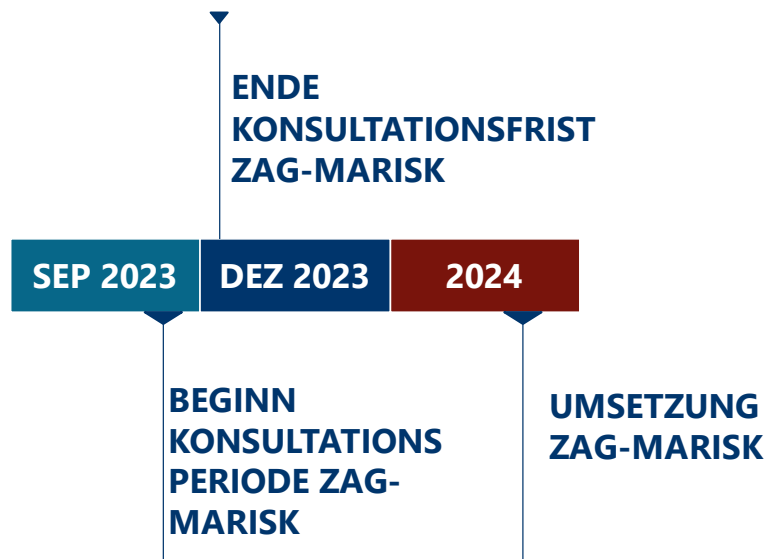 ENDE
KONSULTATIONSFRIST
ZAG-MARISK
SEP 2023
DEZ 2023
2024
BEGINN
KONSULTATIONS
PERIODE ZAG-
MARISK
UMSETZUNG
ZAG-MARISK